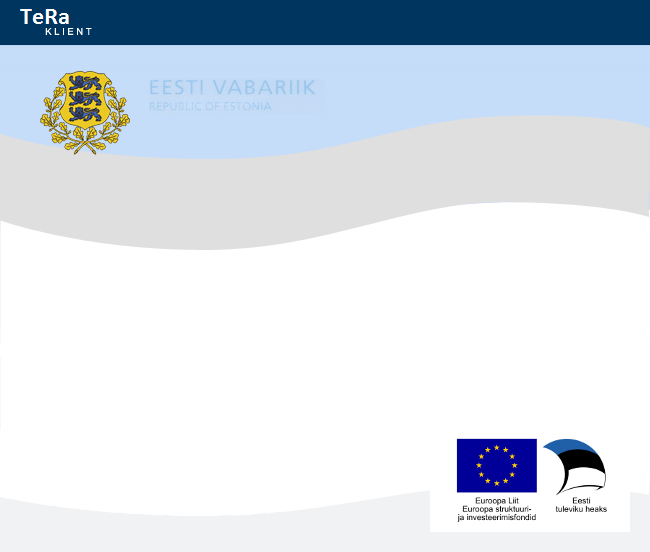 TeRa
KLIENT
EESTI VABARIIK
REPUBLIC OF ESTONIA
Euroopa Liit
Euroopa struktuuri-
ja investeerimisfondid
Eesti
tuleviku heaks